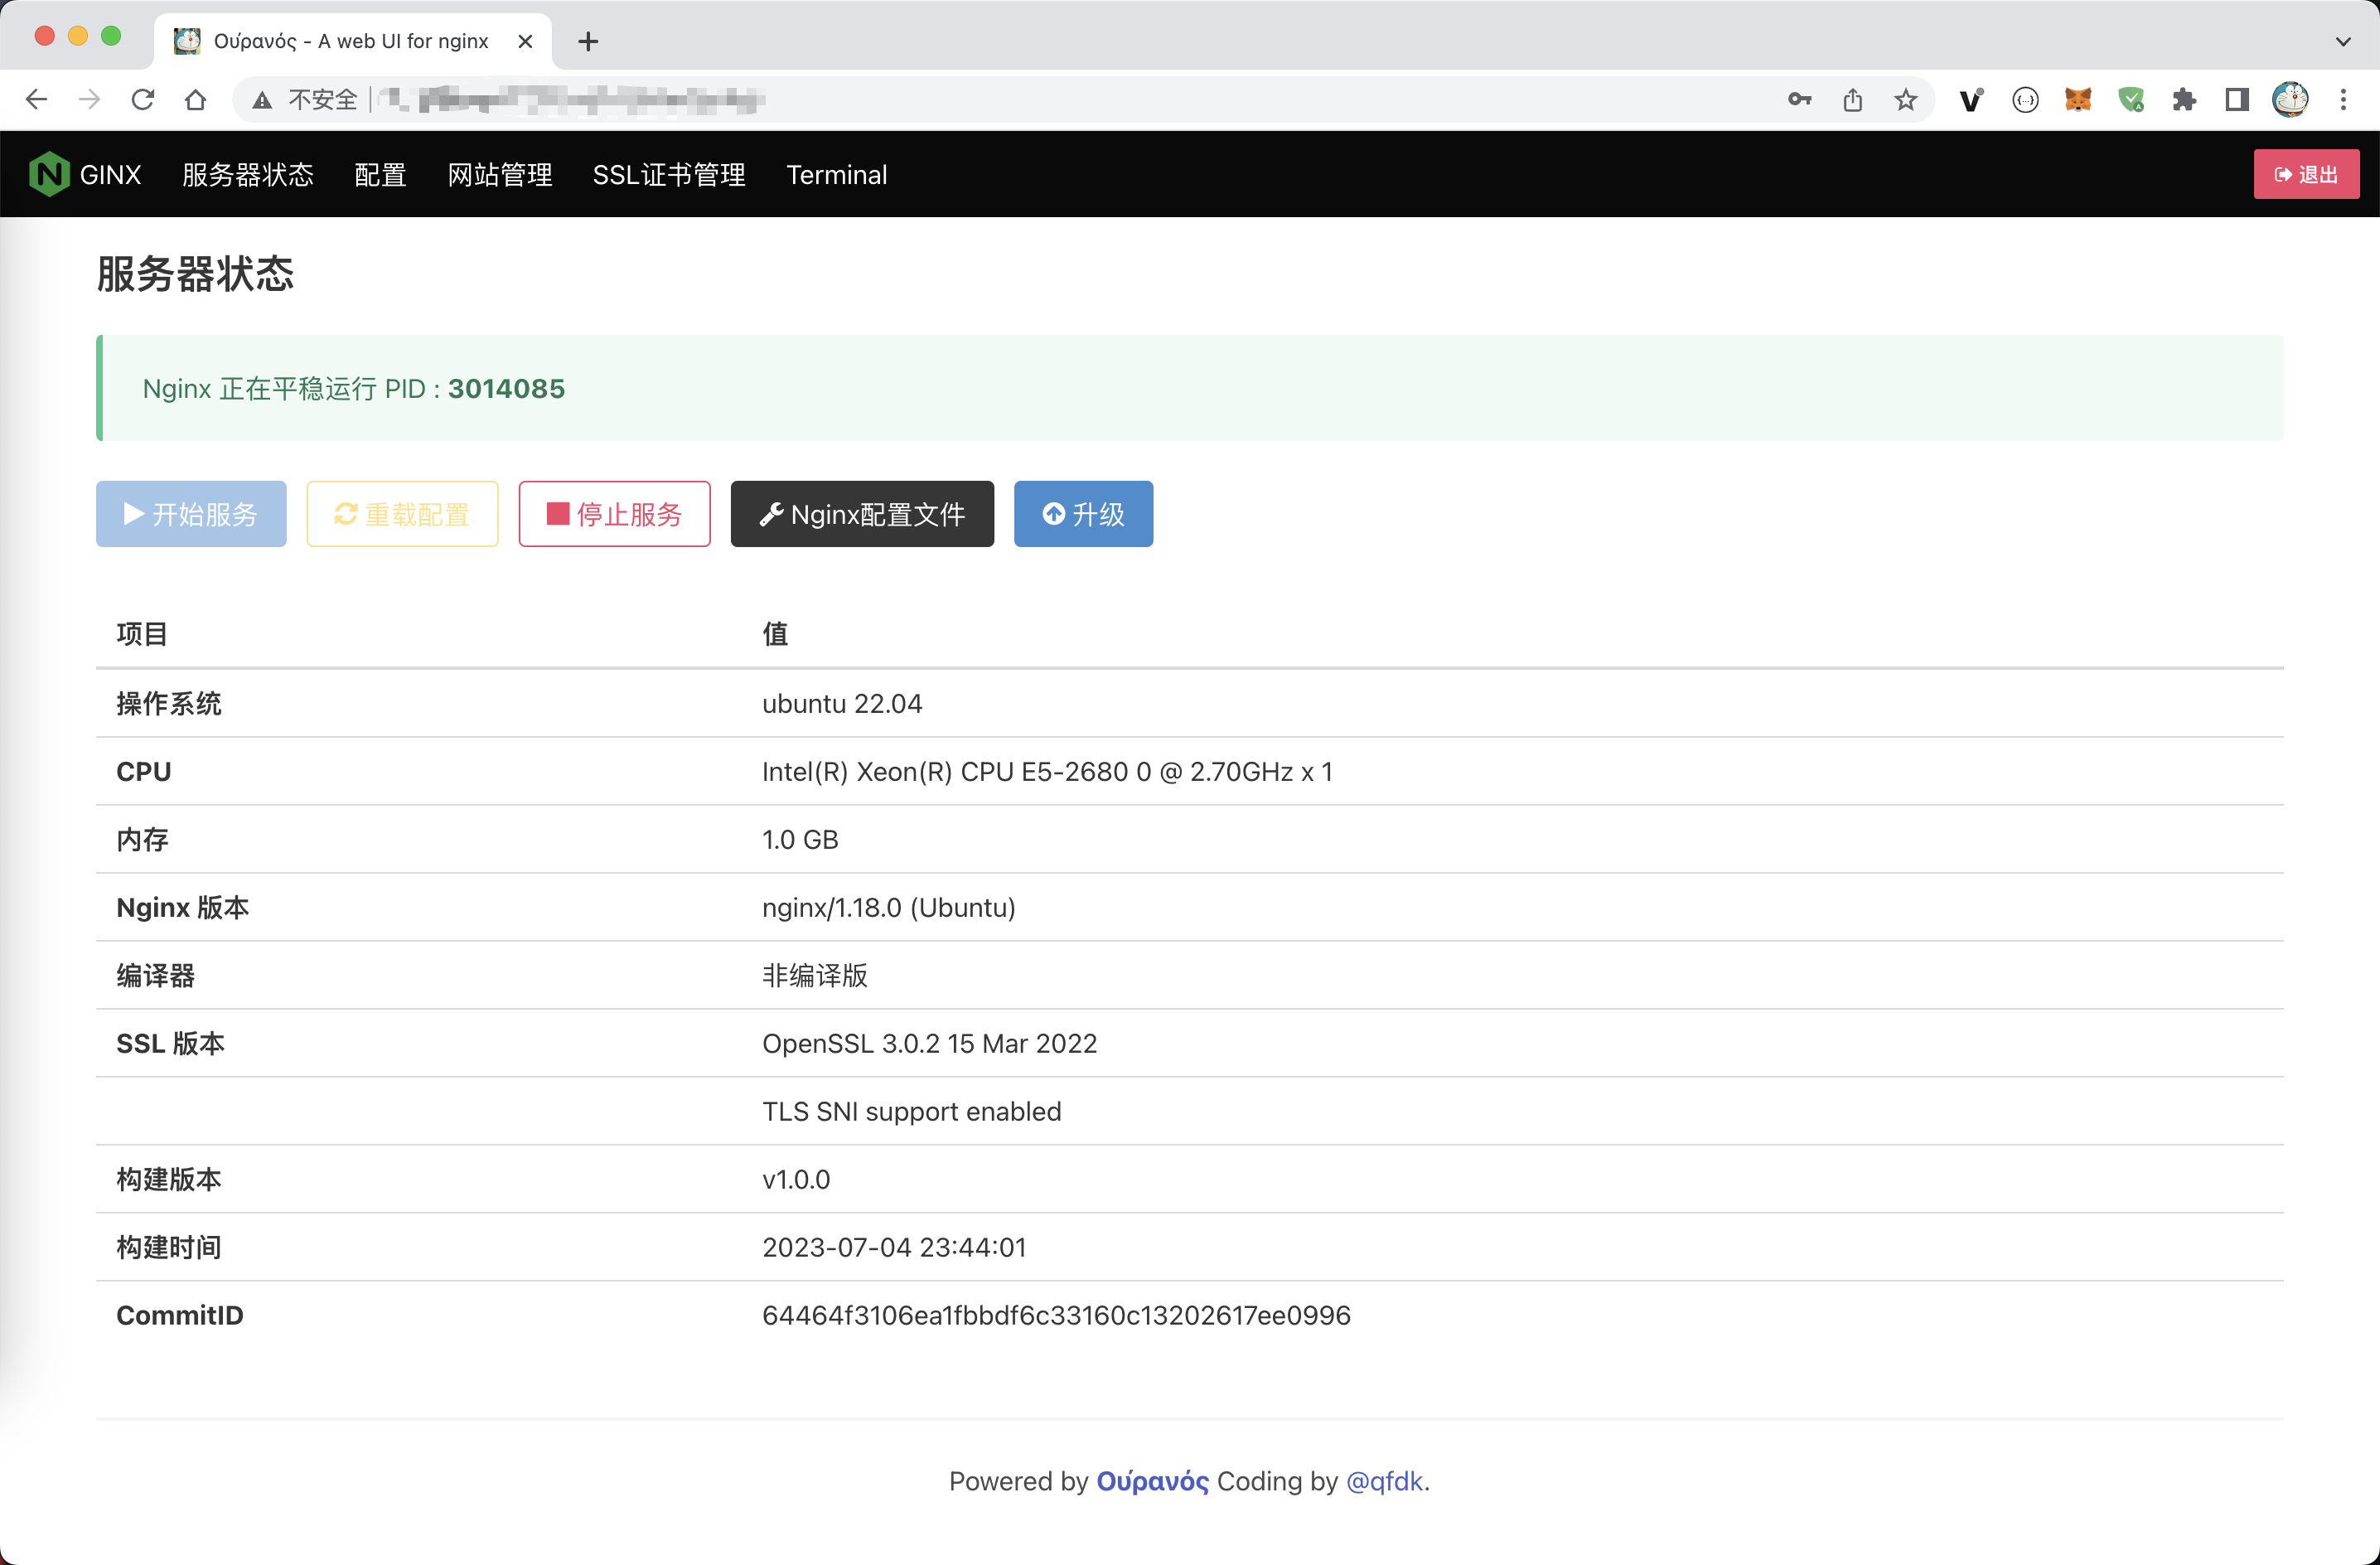 Ούρανός - A web UI for nginx
不安全
N GINX 服务器状态 配置 网站管理 SSL证书管理 Terminal 退出
服务器状态
Nginx 正在平稳运行 PID : 3014085
开始服务 重载配置 停止服务 Nginx配置文件 升级
项目 值
操作系统 ubuntu 22.04
CPU Intel(R) Xeon(R) CPU E5-2680 0 @ 2.70GHz x 1
内存 1.0 GB
Nginx 版本 nginx/1.18.0 (Ubuntu)
编译器 非编译版
SSL 版本 OpenSSL 3.0.2 15 Mar 2022
TLS SNI support enabled
构建版本 v1.0.0
构建时间 2023-07-04 23:44:01
CommitID 64464f3106ea1fbbdf6c33160c13202617ee0996
Powered by Ούρανός Coding by @qfdk.